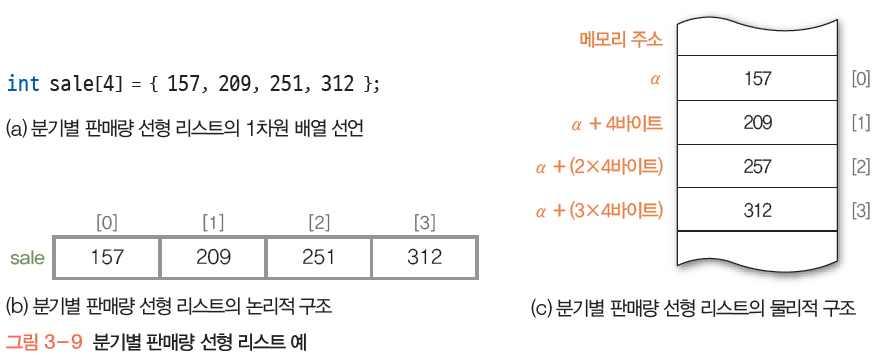 int sale[4] = { 157, 209, 251, 312 };
(a) 분기별 판매량 선형 리스트의 1차원 배열 선언
[0] [1] [2] [3]
sale 157 209 251 312
(b) 분기별 판매량 선형 리스트의 논리적 구조
메모리 주소
α 157 [0]
α + 4바이트 209 [1]
α + (2×4바이트) 257 [2]
α + (3×4바이트) 312 [3]
(c) 분기별 판매량 선형 리스트의 물리적 구조
그림 3-9 분기별 판매량 선형 리스트 예